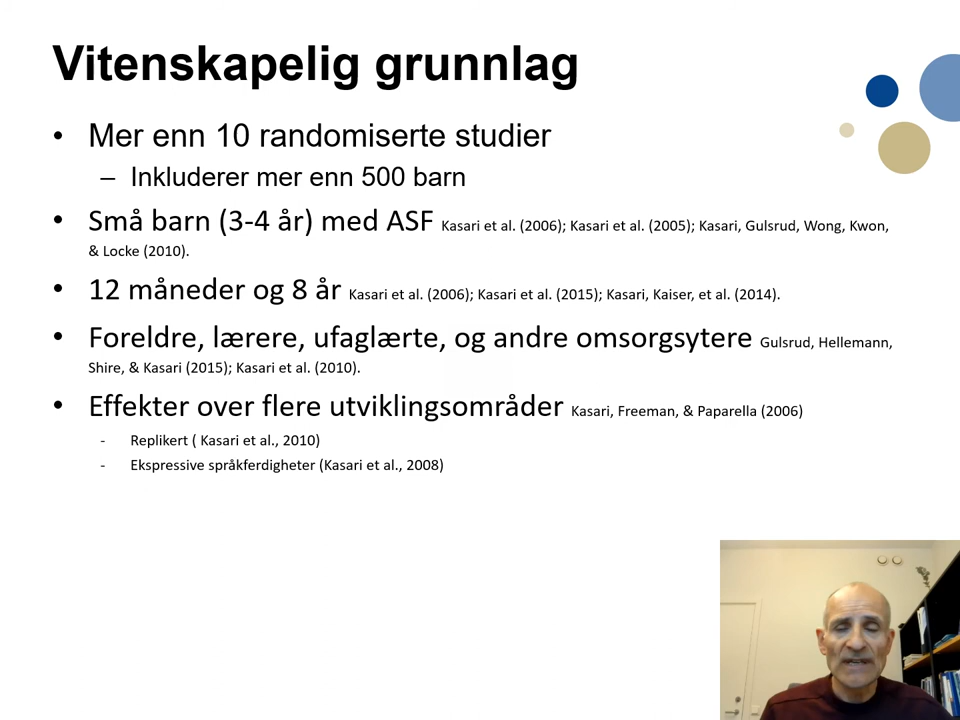 Vitenskapelig grunnlag
• Mer enn 10 randomiserte studier
– Inkluderer mer enn 500 barn
• Små barn (3-4 år) med ASF Kasari et al. (2006); Kasari et al. (2005); Kasari, Gulsrud, Wong, Kwon,
& Locke (2010).
• 12 måneder og 8 år Kasari et al. (2006); Kasari et al. (2015); Kasari, Kaiser, et al. (2014).
• Foreldre, lærere, ufaglærte, og andre omsorgsytere Gulsrud, Hellemann,
Shire, & Kasari (2015); Kasari et al. (2010).
• Effekter over flere utviklingsområder Kasari, Freeman, & Paparella (2006)
- Replikert ( Kasari et al., 2010)
- Ekspressive språkferdigheter (Kasari et al., 2008)